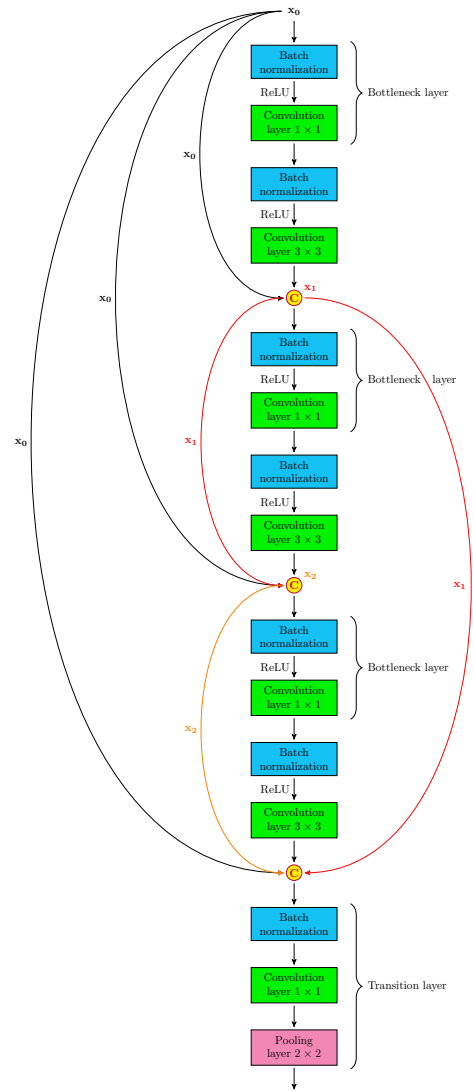 x₀
Batch
normalization
Bottleneck layer
ReLU
Convolution
layer 1 × 1
x₀
Batch
normalization
ReLU
Convolution
layer 3 × 3
x₁
x₀
C
Batch
normalization
Bottleneck layer
ReLU
Convolution
layer 1 × 1
x₀
x₁
Batch
normalization
ReLU
Convolution
layer 3 × 3
x₂
C
x₁
Batch
normalization
Bottleneck layer
ReLU
Convolution
layer 1 × 1
x₂
Batch
normalization
ReLU
Convolution
layer 3 × 3
C
Batch
normalization
Convolution
layer 1 × 1
Transition layer
Pooling
layer 2 × 2